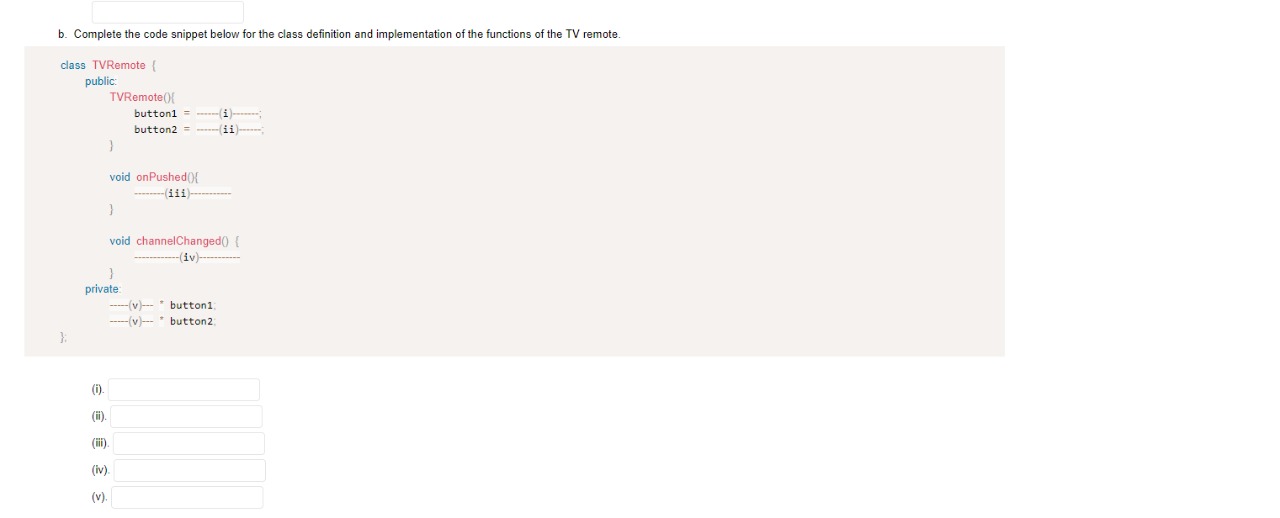 b. Complete the code snippet below for the class definition and implementation of the functions of the TV remote.
class TVRemote {
public:
TVRemote(){
button1 = ------(i)-------;
button2 = ------(ii)------;
}
void onPushed(){
--------(iii)-----------
}
void channelChanged() {
------------(iv)-----------
}
private:
-----(v)--- * button1;
-----(v)--- * button2;
};
(i).
(ii).
(iii).
(iv).
(v).